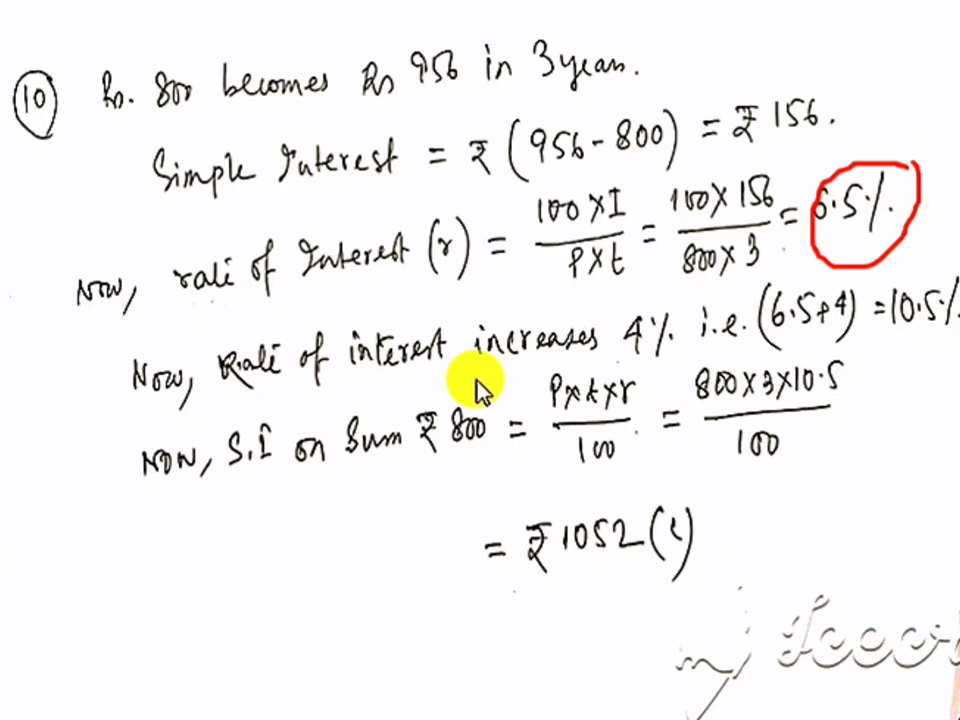 10 Rs. 800 becomes Rs 956 in 3 years.
Simple Interest = ₹ (956 - 800) = ₹ 156.
Now, rate of Interest (r) = 100 × I / P × t = 100 × 156 / 800 × 3 = 6.5%.
Now, Rate of interest increases 4% i.e. (6.5+4) = 10.5%
Now, S.I on Sum ₹ 800 = P × t × r / 100 = 800 × 3 × 10.5 / 100
= ₹ 1052
my